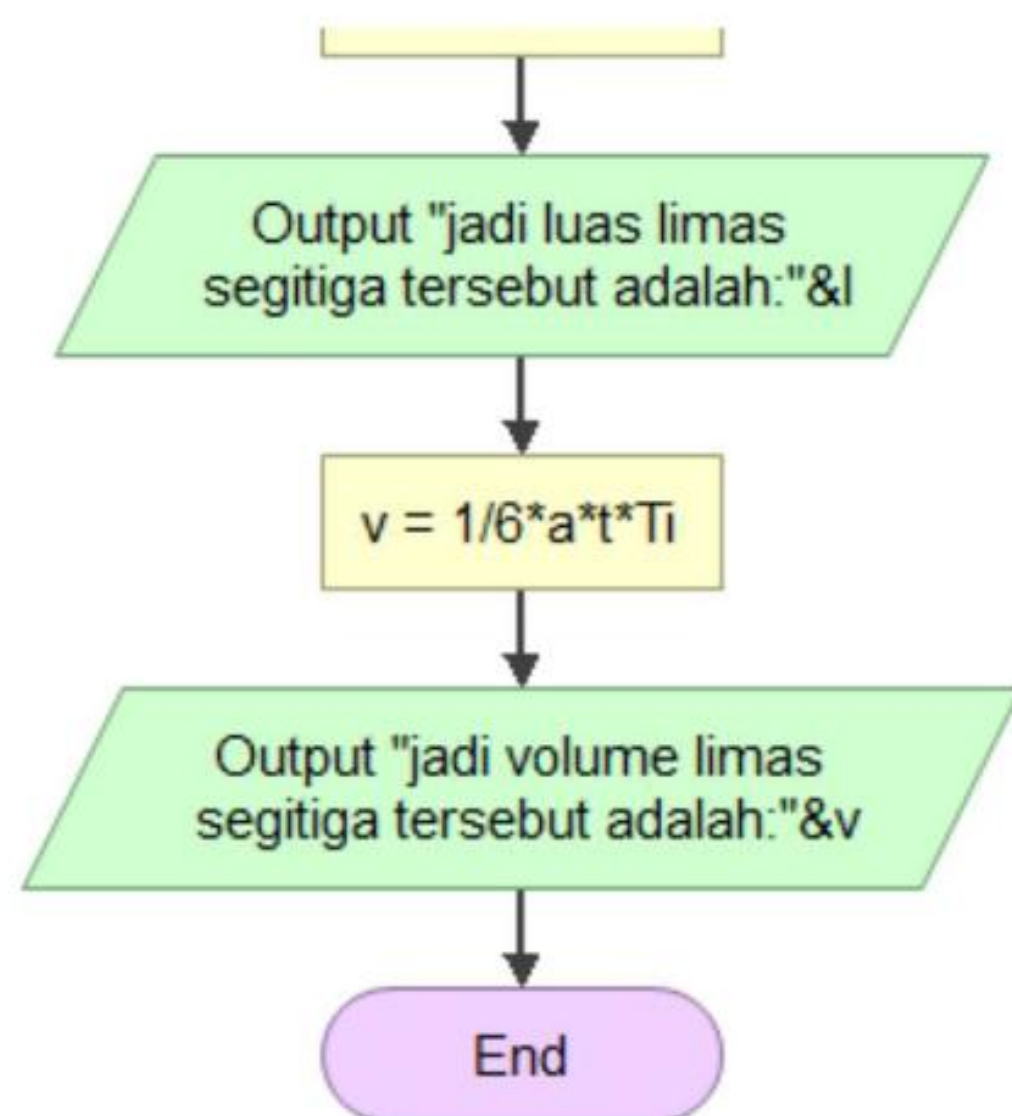 Output "jadi luas limas
segitiga tersebut adalah:"&l
v = 1/6*a*t*Ti
Output "jadi volume limas
segitiga tersebut adalah:"&v
End